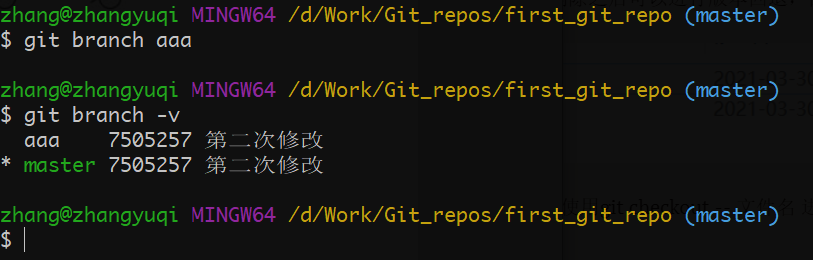 zhang@zhangyuqi MINGW64 /d/Work/Git_repos/first_git_repo (master)
$ git branch aaa
zhang@zhangyuqi MINGW64 /d/Work/Git_repos/first_git_repo (master)
$ git branch -v
aaa 7505257 第二次修改
* master 7505257 第二次修改
zhang@zhangyuqi MINGW64 /d/Work/Git_repos/first_git_repo (master)
$